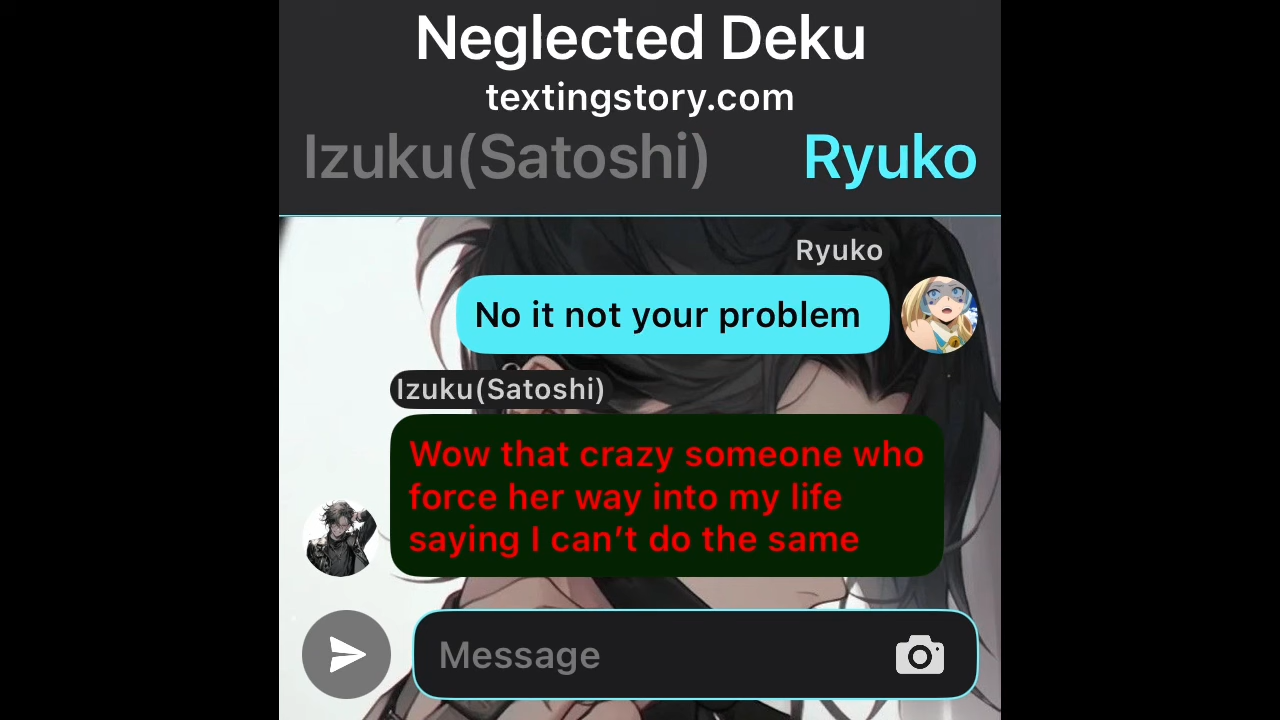 Neglected Deku
textingstory.com
Izuku(Satoshi) Ryuko
Ryuko
No it not your problem
Izuku(Satoshi)
Wow that crazy someone who
force her way into my life
saying I can’t do the same
Message